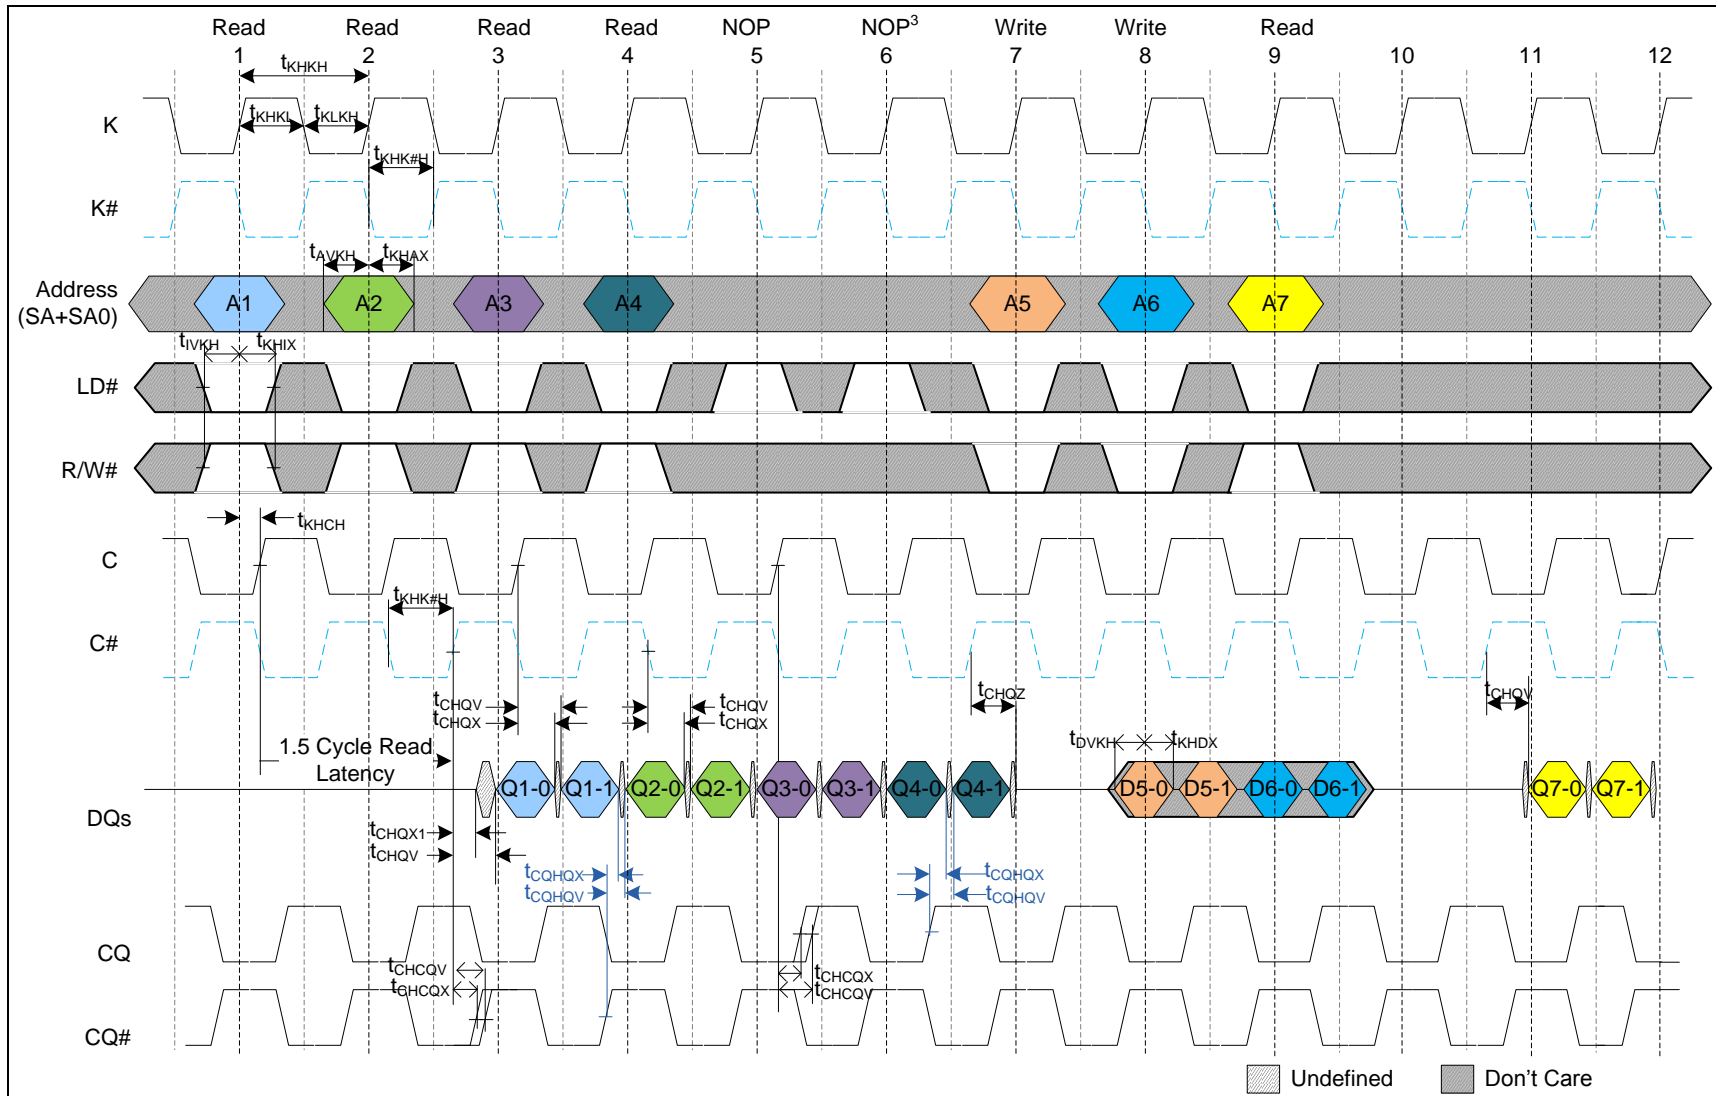 Read Read Read Read NOP NOP3 Write Write Read
1 2 3 4 5 6 7 8 9 10 11 12
tKHKH
K
tKHKL tKLKH
tKHK#H
K#
tAVKH tKHAX
Address
(SA+SA0)
A1 A2 A3 A4 A5 A6 A7
tIVKH tKHIX
LD#
R/W#
tKHCH
C
tKHK#H
C#
tCHQV tCHQV tCHQZ tCHQV
tCHQX tCHQX
tDVKH tKHDX
1.5 Cycle Read
Latency
DQs
Q1-0 Q1-1 Q2-0 Q2-1 Q3-0 Q3-1 Q4-0 Q4-1 D5-0 D5-1 D6-0 D6-1 Q7-0 Q7-1
tCHQX1
tCHQV
tCQHQX tCQHQX
tCQHQV tCQHQV
CQ
tCHCQV tCHCQX
tCHCQX tCHCQV
CQ#
Undefined Don't Care